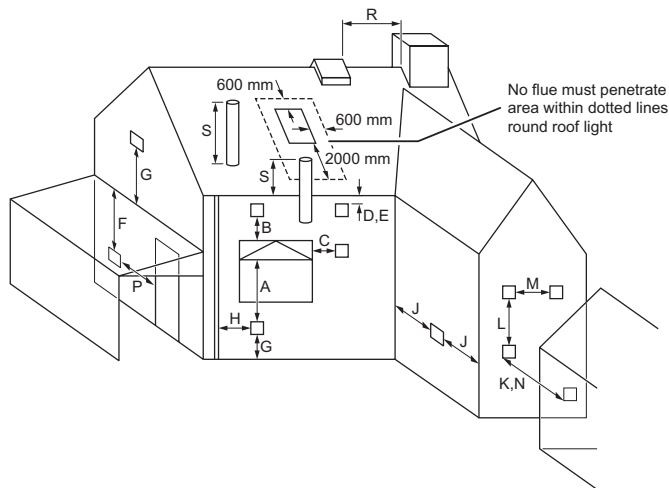 R
600 mm
600 mm
No flue must penetrate
area within dotted lines
round roof light
S
2000 mm
S
G
F
D,E
B
C
A
M
P
H
J
L
J
G
K,N